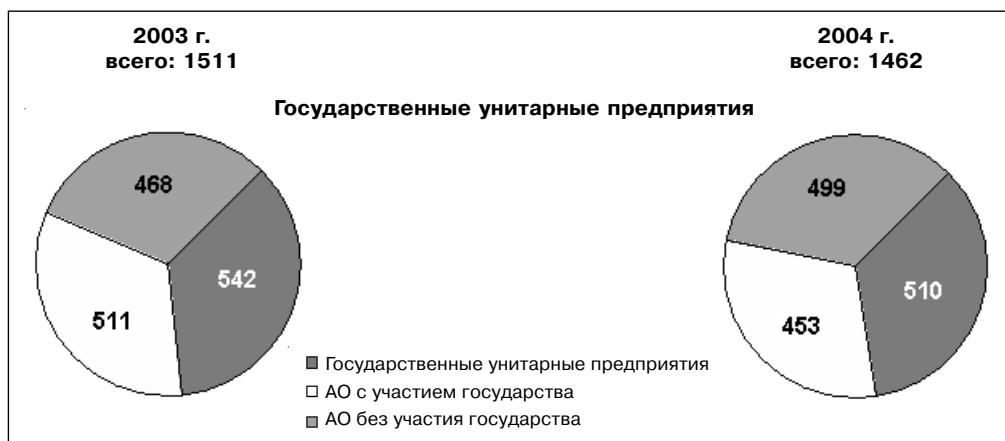 2003 г.
всего: 1511
2004 г.
всего: 1462
Государственные унитарные предприятия
468
542
511
499
510
453
Государственные унитарные предприятия
АО с участием государства
АО без участия государства